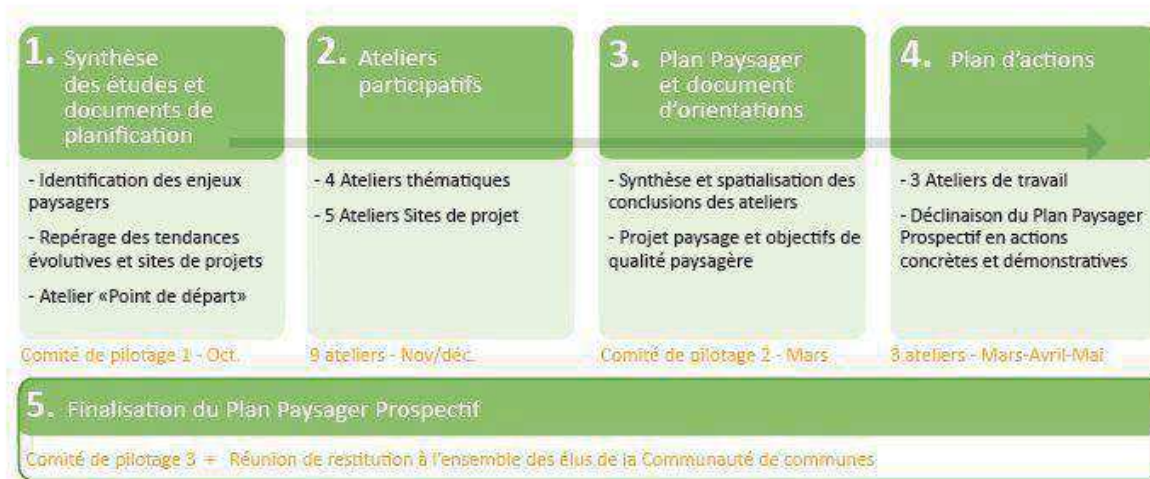 1. Synthèse
des études et
documents de
planification
- Identification des enjeux
paysagers
- Repérage des tendances
évolutives et sites de projets
- Atelier «Point de départ»
Comité de pilotage 1 - Oct.
2. Ateliers
participatifs
- 4 Ateliers thématiques
- 5 Ateliers Sites de projet
9 ateliers - Nov/déc.
3. Plan Paysager
et document
d'orientations
- Synthèse et spatialisation des
conclusions des ateliers
- Projet paysage et objectifs de
qualité paysagère
Comité de pilotage 2 - Mars
4. Plan d'actions
- 3 Ateliers de travail
- Déclinaison du Plan Paysager
Prospectif en actions
concrètes et démonstratives
3 ateliers - Mars-Avril-Mai
5. Finalisation du Plan Paysager Prospectif
Comité de pilotage 3 + Réunion de restitution à l'ensemble des élus de la Communauté de communes